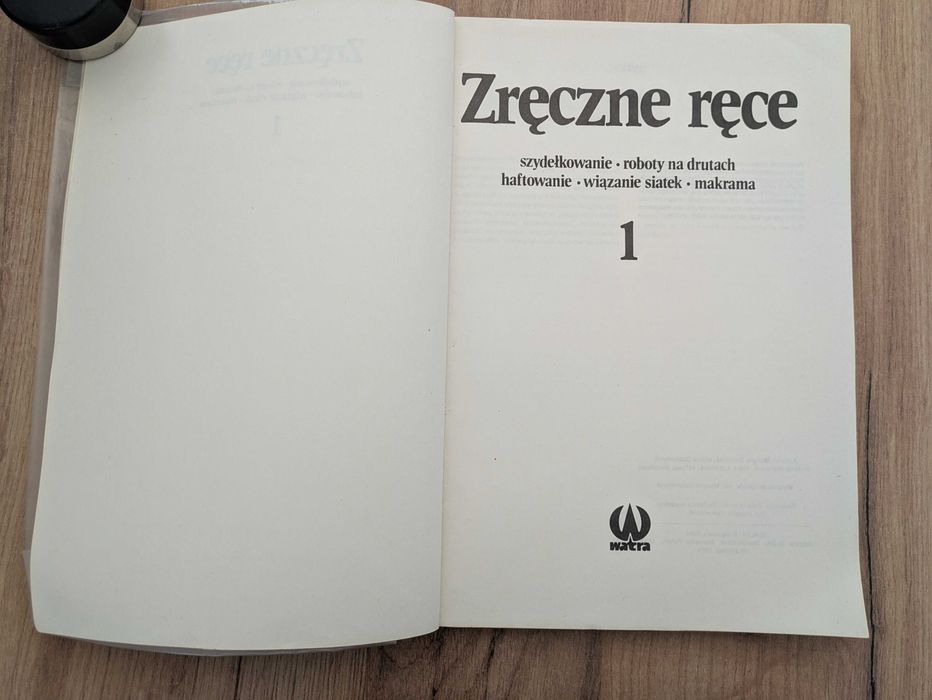 Zręczne ręce
szydełkowanie • roboty na drutach
haftowanie • wiązanie siatek • makrama
1
watra